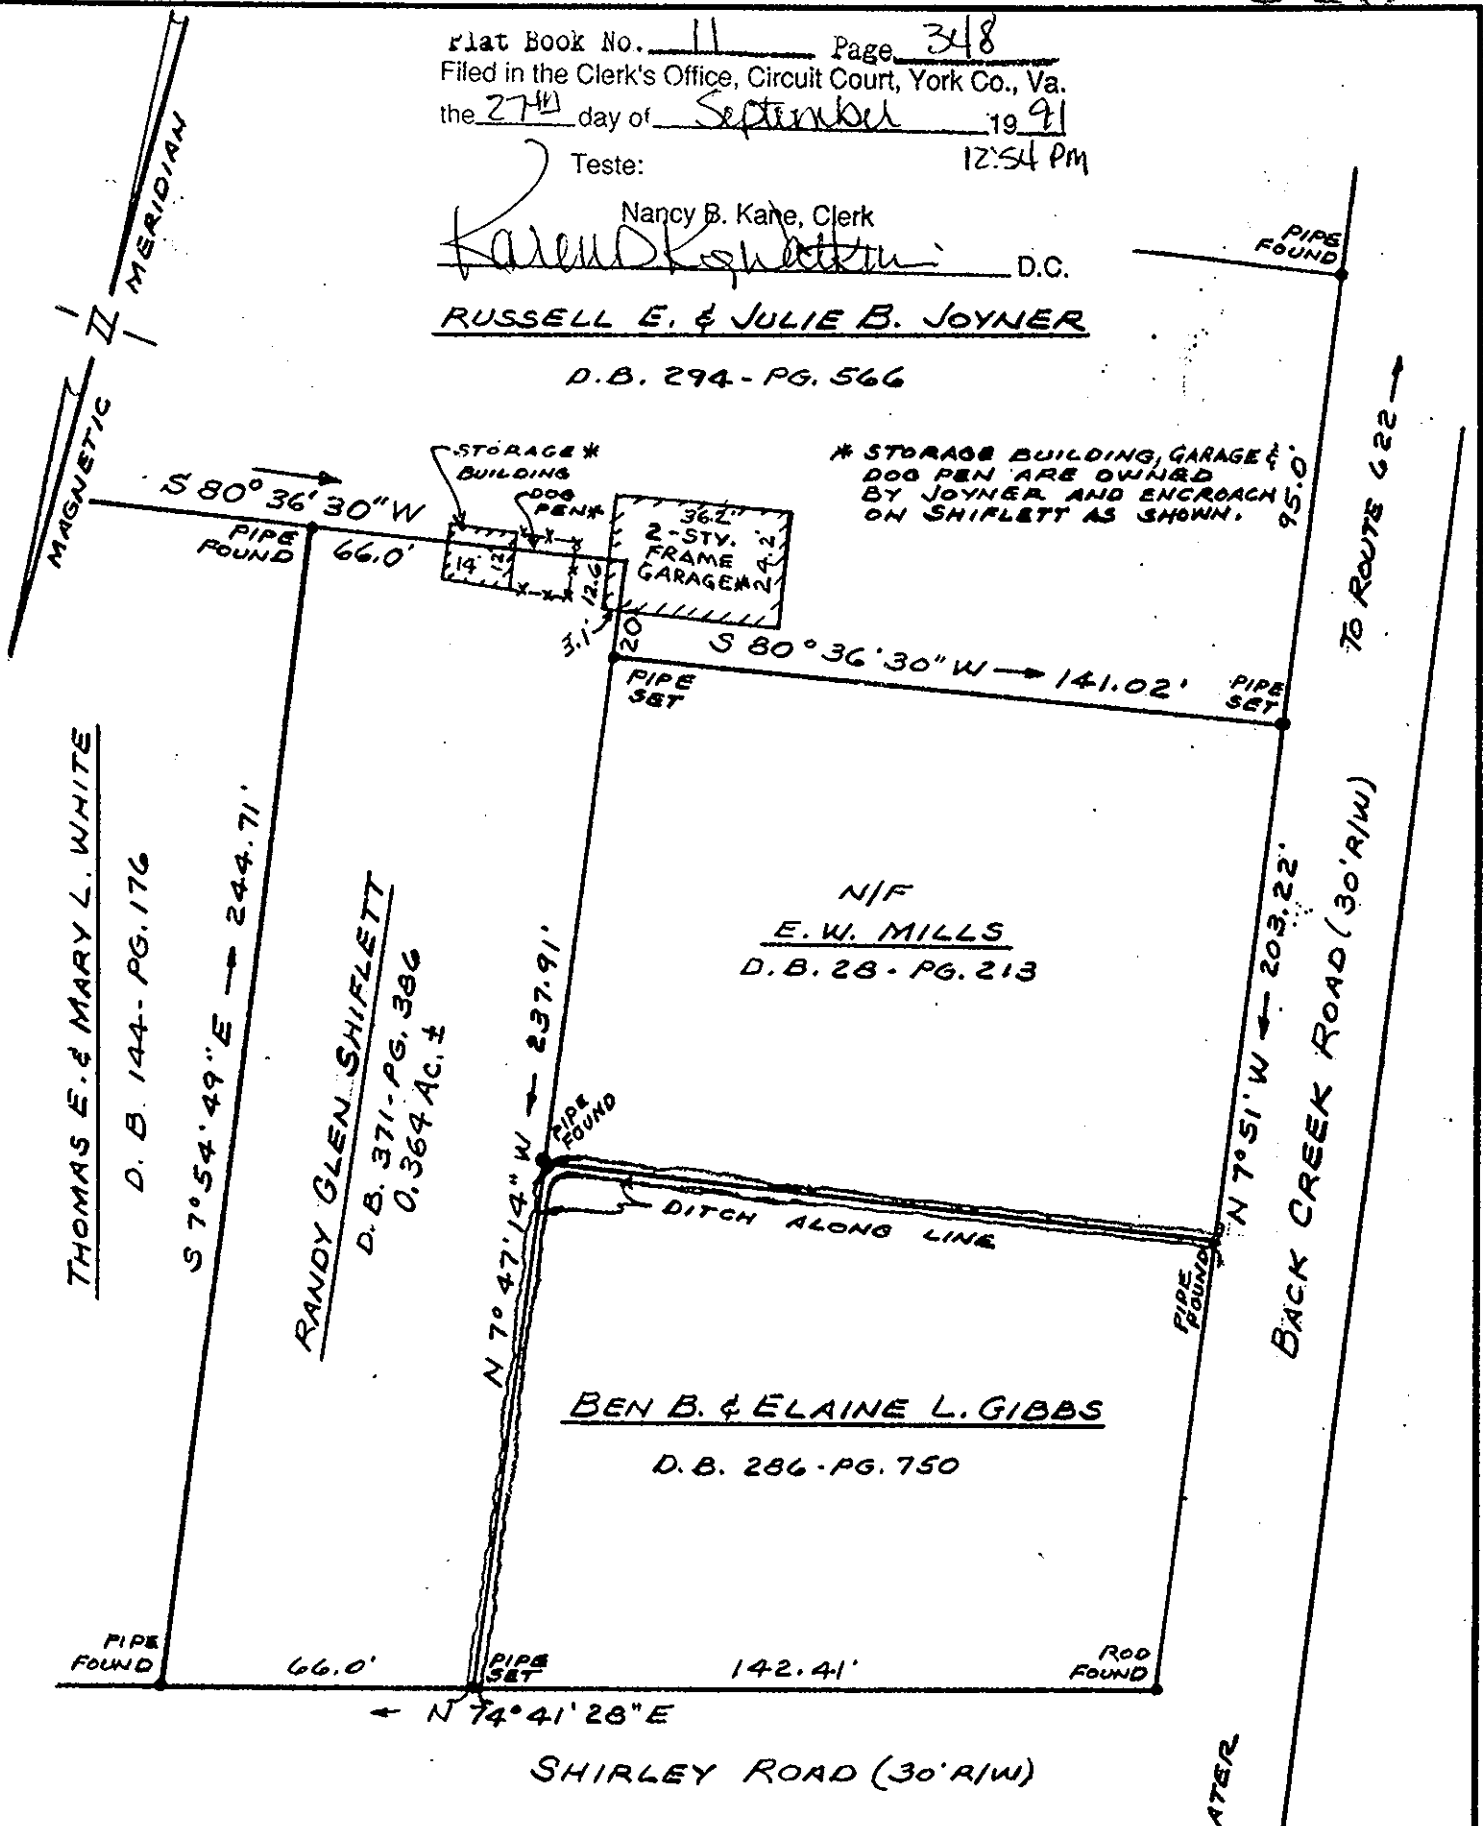 Plat Book No. 11 Page 348
Filed in the Clerk's Office, Circuit Court, York Co., Va.
the 27th day of September 19 91
12:54 PM
Teste:
Nancy B. Kane, Clerk
D.C.
RUSSELL E. & JULIE B. JOYNER
D.B. 294 - PG. 566
MAGNETIC MERIDIAN
PIPE
FOUND
STORAGE *
BUILDING
DOG
PEN*
* STORAGE BUILDING, GARAGE &
DOG PEN ARE OWNED
BY JOYNER AND ENCROACH
ON SHIFLETT AS SHOWN.
95.0'
TO ROUTE 622 →
S 80° 36' 30" W
PIPE
FOUND
66.0'
14'
12'
36.2'
2-STY.
FRAME
GARAGE*
24.2'
12.6
3.1'
20'
S 80° 36' 30" W → 141.02'
PIPE
SET
PIPE
SET
THOMAS E. & MARY L. WHITE
D. B. 144 - PG. 176
S 7° 54' 49" E → 244.71'
RANDY GLEN SHIFLETT
D. B. 371 - PG. 386
0.364 Ac. ±
N 7° 47' 14" W ← 237.91'
N/F
E. W. MILLS
D. B. 28 - PG. 213
N 7° 51' W ← 203.22'
BACK CREEK ROAD (30' R/W)
PIPE
FOUND
DITCH ALONG LINE
PIPE
FOUND
BEN B. & ELAINE L. GIBBS
D. B. 286 - PG. 750
PIPE
FOUND
66.0'
PIPE
SET
142.41'
ROD
FOUND
← N 74° 41' 28" E
SHIRLEY ROAD (30' R/W)
ATER